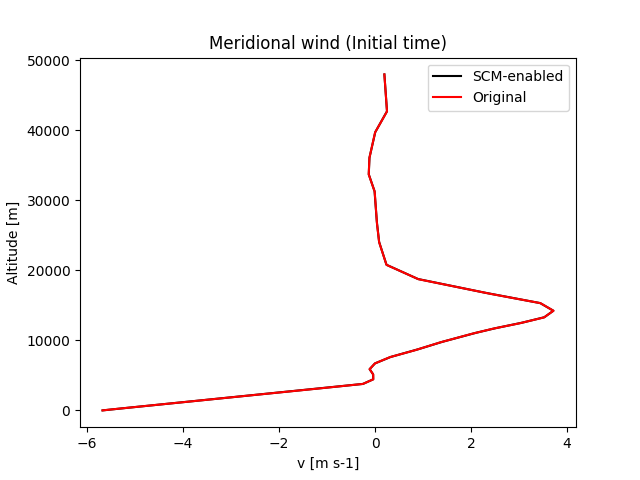 Meridional wind (Initial time)
SCM-enabled
Original
50000
40000
30000
20000
10000
0
Altitude [m]
−6
−4
−2
0
2
4
v [m s-1]